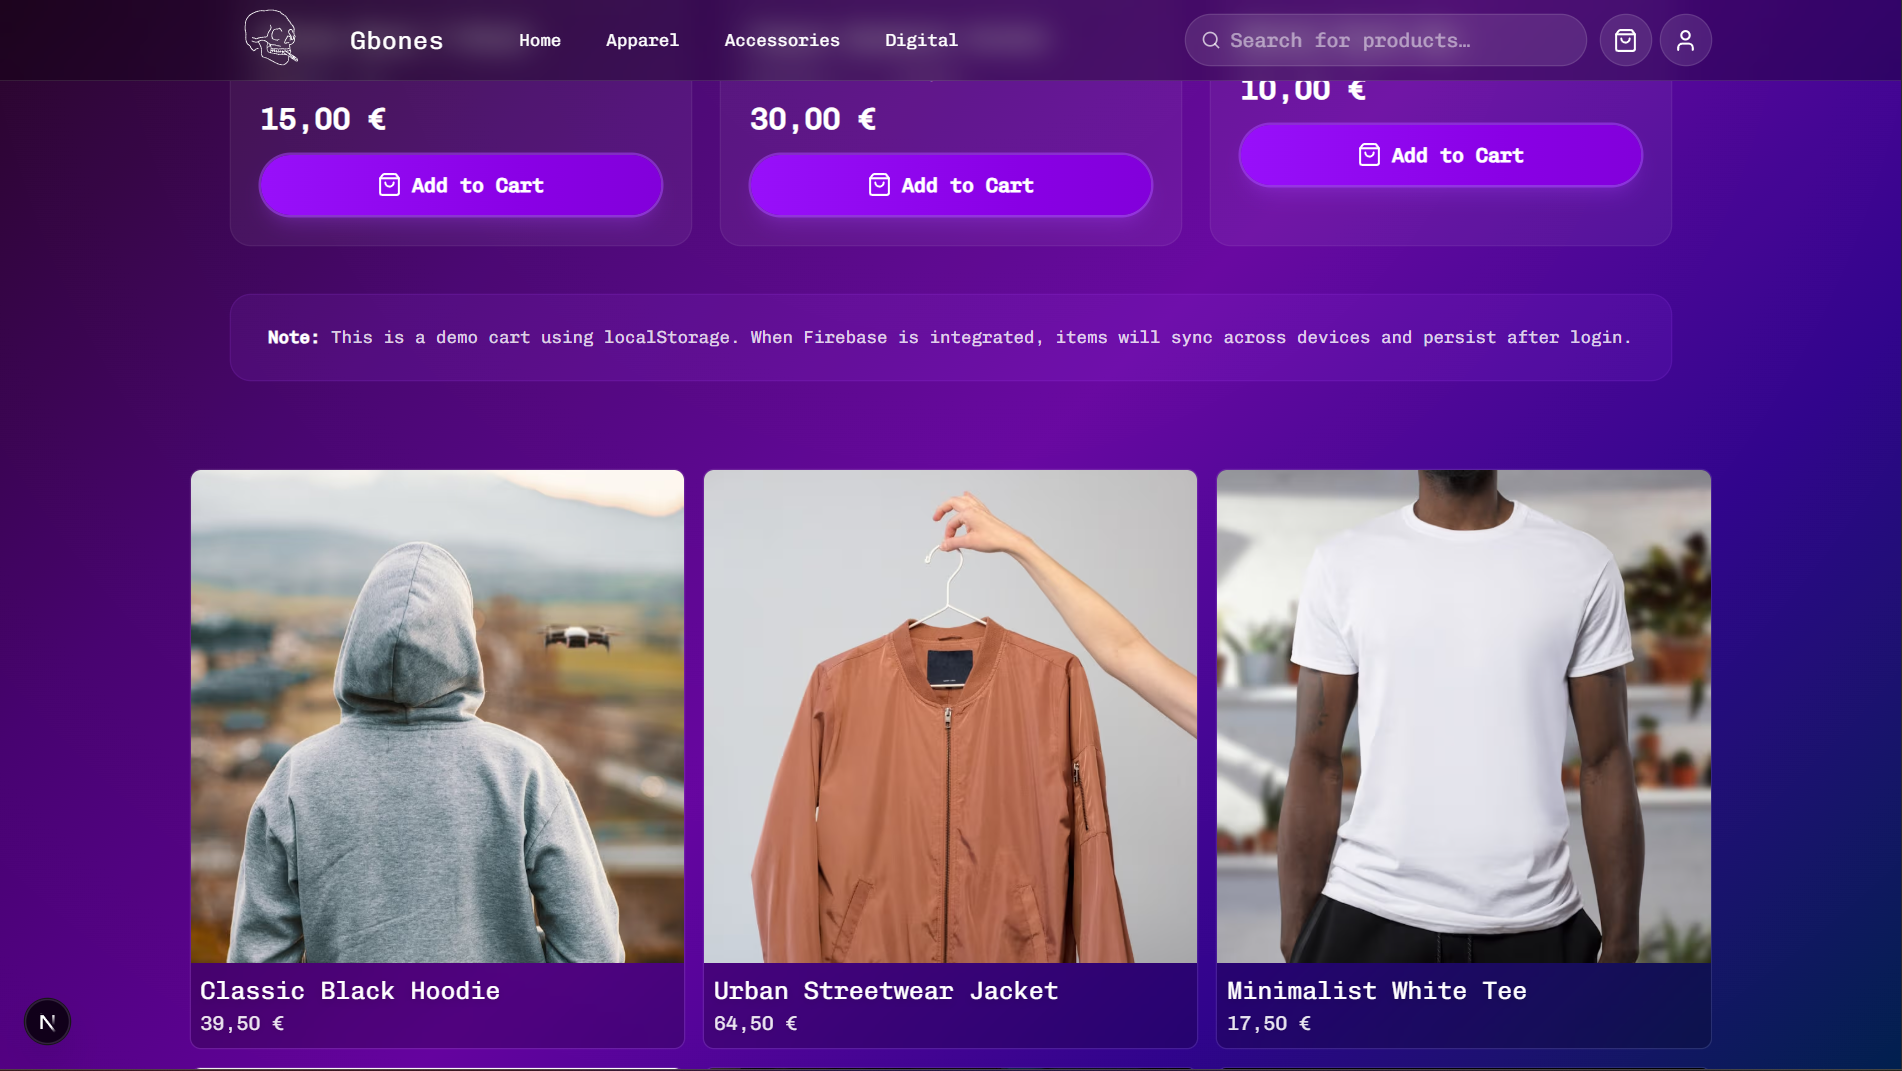 Gbones Home Apparel Accessories Digital Search for products…
15,00 € 30,00 € 10,00 €
Add to Cart Add to Cart Add to Cart
Note: This is a demo cart using localStorage. When Firebase is integrated, items will sync across devices and persist after login.
Classic Black Hoodie
39,50 €
Urban Streetwear Jacket
64,50 €
Minimalist White Tee
17,50 €
N